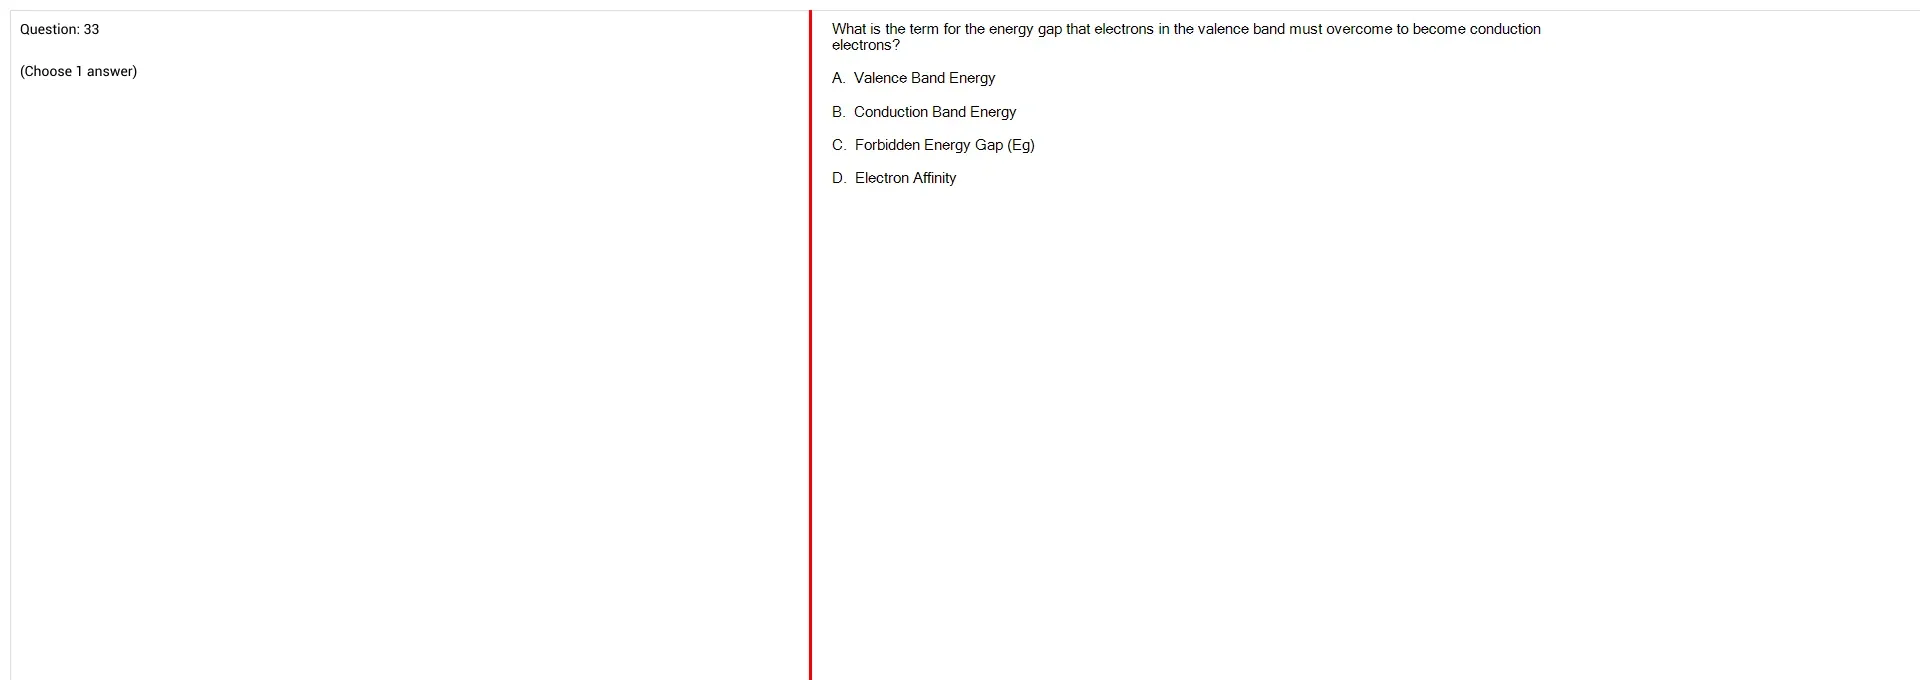 Question: 33
(Choose 1 answer)
What is the term for the energy gap that electrons in the valence band must overcome to become conduction
electrons?
A. Valence Band Energy
B. Conduction Band Energy
C. Forbidden Energy Gap (Eg)
D. Electron Affinity